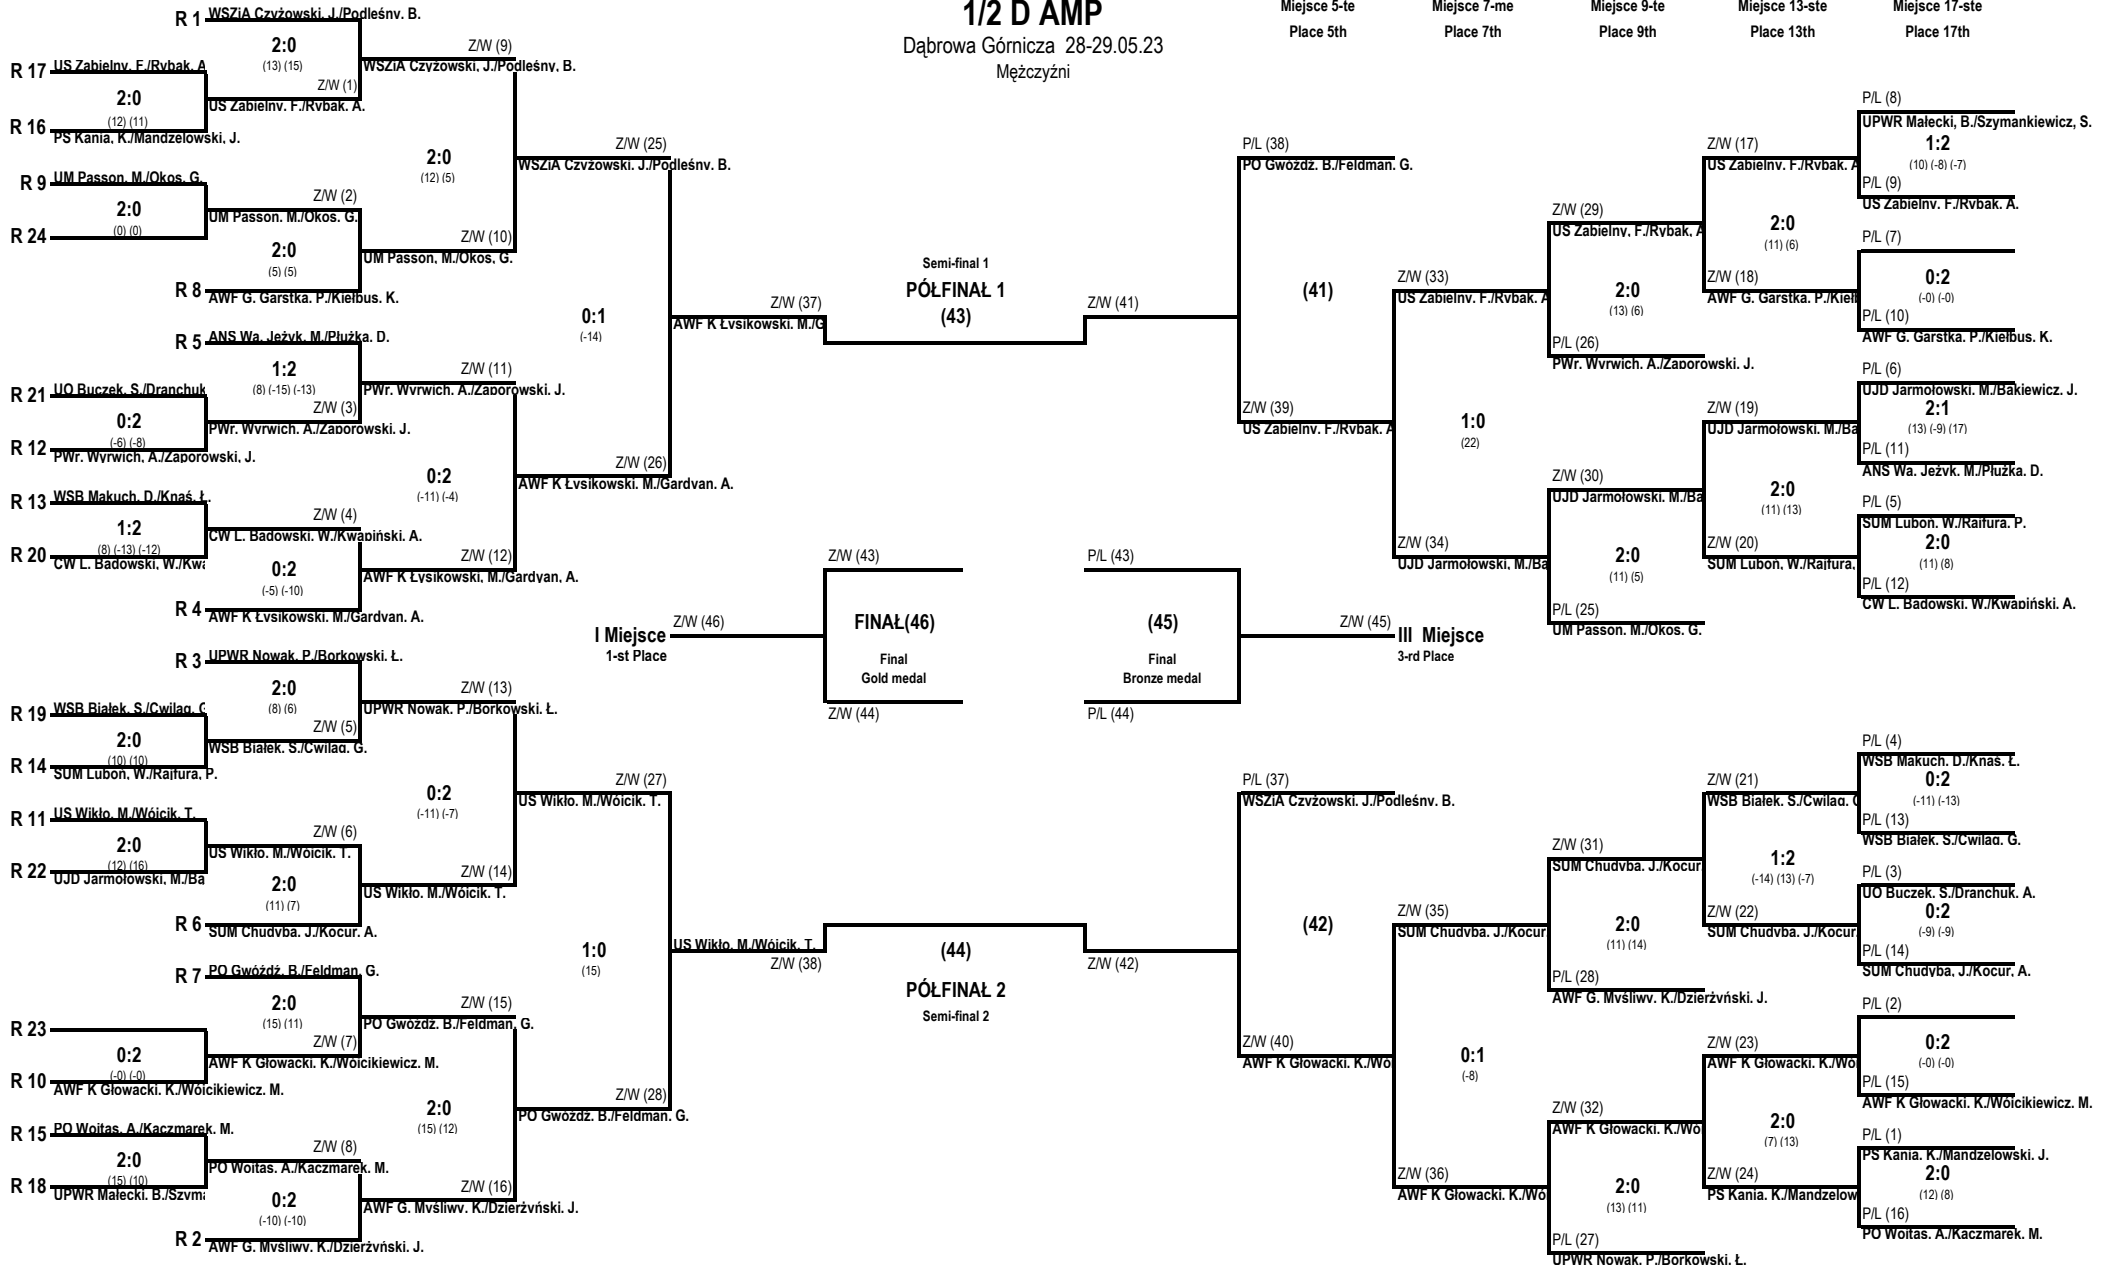 1/2 D AMP
Dąbrowa Górnicza 28-29.05.23
Mężczyźni
Miejsce 5-te
Place 5th
Miejsce 7-me
Place 7th
Miejsce 9-te
Place 9th
Miejsce 13-ste
Place 13th
Miejsce 17-ste
Place 17th
R 1
WSZiA Czyżowski, J./Podleśny, B.
2:0
(13) (15)
R 17
US Zabielny, F./Rybak, A
2:0
(12) (11)
R 16
PS Kania, K./Mandzelowski, J.
Z/W (1)
US Zabielny, F./Rybak, A.
Z/W (9)
WSZiA Czyżowski, J./Podleśny, B.
2:0
(12) (5)
R 9
UM Passon, M./Okos, G.
2:0
(0) (0)
R 24
Z/W (2)
UM Passon, M./Okos, G.
2:0
(5) (5)
R 8
AWF G. Garstka, P./Kiełbus, K.
Z/W (10)
UM Passon, M./Okos, G.
Z/W (25)
WSZiA Czyżowski, J./Podleśny, B.
0:1
(-14)
R 5
ANS Wa. Jeżyk, M./Płużka, D.
1:2
(8) (-15) (-13)
R 21
UO Buczek, S./Dranchuk
0:2
(-6) (-8)
R 12
PWr. Wyrwich, A./Zaporowski, J.
Z/W (3)
PWr. Wyrwich, A./Zaporowski, J.
Z/W (11)
PWr. Wyrwich, A./Zaporowski, J.
0:2
(-11) (-4)
R 13
WSB Makuch, D./Knaś, Ł.
1:2
(8) (-13) (-12)
R 20
CW L. Badowski, W./Kwa
Z/W (4)
CW L. Badowski, W./Kwapiński, A.
0:2
(-5) (-10)
R 4
AWF K Łysikowski, M./Gardyan, A.
Z/W (12)
AWF K Łysikowski, M./Gardyan, A.
Z/W (26)
AWF K Łysikowski, M./Gardyan, A.
Z/W (37)
AWF K Łysikowski, M./G
Semi-final 1
PÓŁFINAŁ 1
(43)
Z/W (41)
R 3
UPWR Nowak, P./Borkowski, Ł.
2:0
(8) (6)
R 19
WSB Białek, S./Cwiląg, G
2:0
(10) (10)
R 14
SUM Luboń, W./Rajfura, P.
Z/W (5)
WSB Białek, S./Cwiląg, G.
Z/W (13)
UPWR Nowak, P./Borkowski, Ł.
0:2
(-11) (-7)
R 11
US Wikło, M./Wójcik, T.
2:0
(12) (16)
R 22
UJD Jarmołowski, M./Ba
Z/W (6)
US Wikło, M./Wójcik, T.
2:0
(11) (7)
R 6
SUM Chudyba, J./Kocur, A.
Z/W (14)
US Wikło, M./Wójcik, T.
Z/W (27)
US Wikło, M./Wójcik, T.
1:0
(15)
R 7
PO Gwóźdź, B./Feldman, G.
2:0
(15) (11)
R 23
0:2
(-0) (-0)
R 10
AWF K Głowacki, K./Wójcikiewicz, M.
Z/W (7)
AWF K Głowacki, K./Wójcikiewicz, M.
Z/W (15)
PO Gwóźdź, B./Feldman, G.
2:0
(15) (12)
R 15
PO Wojtas, A./Kaczmarek, M.
2:0
(15) (10)
R 18
UPWR Małecki, B./Szyma
Z/W (8)
PO Wojtas, A./Kaczmarek, M.
0:2
(-10) (-10)
R 2
AWF G. Myśliwy, K./Dzierżyński, J.
Z/W (16)
AWF G. Myśliwy, K./Dzierżyński, J.
Z/W (28)
PO Gwóźdź, B./Feldman, G.
US Wikło, M./Wójcik, T.
Z/W (38)
(44)
PÓŁFINAŁ 2
Semi-final 2
Z/W (42)
I Miejsce
1-st Place
Z/W (46)
Z/W (43)
FINAŁ(46)
Final
Gold medal
Z/W (44)
P/L (43)
(45)
Final
Bronze medal
P/L (44)
Z/W (45)
III Miejsce
3-rd Place
P/L (38)
PO Gwóźdź, B./Feldman, G.
(41)
Z/W (39)
US Zabielny, F./Rybak, A
Z/W (33)
US Zabielny, F./Rybak, A
1:0
(22)
Z/W (34)
UJD Jarmołowski, M./Ba
Z/W (29)
US Zabielny, F./Rybak, A
2:0
(13) (6)
P/L (26)
PWr. Wyrwich, A./Zaporowski, J.
Z/W (30)
UJD Jarmołowski, M./Ba
2:0
(11) (5)
P/L (25)
UM Passon, M./Okos, G.
Z/W (17)
US Zabielny, F./Rybak, A
2:0
(11) (6)
Z/W (18)
AWF G. Garstka, P./Kiełb
Z/W (19)
UJD Jarmołowski, M./Ba
2:0
(11) (13)
Z/W (20)
SUM Luboń, W./Rajfura,
P/L (8)
UPWR Małecki, B./Szymankiewicz, S.
1:2
(10) (-8) (-7)
P/L (9)
US Zabielny, F./Rybak, A.
P/L (7)
0:2
(-0) (-0)
P/L (10)
AWF G. Garstka, P./Kiełbus, K.
P/L (6)
UJD Jarmołowski, M./Bakiewicz, J.
2:1
(13) (-9) (17)
P/L (11)
ANS Wa. Jeżyk, M./Płużka, D.
P/L (5)
SUM Luboń, W./Rajfura, P.
2:0
(11) (8)
P/L (12)
CW L. Badowski, W./Kwapiński, A.
P/L (37)
WSZiA Czyżowski, J./Podleśny, B.
(42)
Z/W (40)
AWF K Głowacki, K./Wó
Z/W (35)
SUM Chudyba, J./Kocur
0:1
(-8)
Z/W (36)
AWF K Głowacki, K./Wó
Z/W (31)
SUM Chudyba, J./Kocur
2:0
(11) (14)
P/L (28)
AWF G. Myśliwy, K./Dzierżyński, J.
Z/W (32)
AWF K Głowacki, K./Wó
2:0
(13) (11)
P/L (27)
UPWR Nowak, P./Borkowski, Ł.
Z/W (21)
WSB Białek, S./Cwiląg, G
1:2
(-14) (13) (-7)
Z/W (22)
SUM Chudyba, J./Kocur,
Z/W (23)
AWF K Głowacki, K./Wój
2:0
(7) (13)
Z/W (24)
PS Kania, K./Mandzelow
P/L (4)
WSB Makuch, D./Knaś, Ł.
0:2
(-11) (-13)
P/L (13)
WSB Białek, S./Cwiląg, G.
P/L (3)
UO Buczek, S./Dranchuk, A.
0:2
(-9) (-9)
P/L (14)
SUM Chudyba, J./Kocur, A.
P/L (2)
0:2
(-0) (-0)
P/L (15)
AWF K Głowacki, K./Wójcikiewicz, M.
P/L (1)
PS Kania, K./Mandzelowski, J.
2:0
(12) (8)
P/L (16)
PO Wojtas, A./Kaczmarek, M.